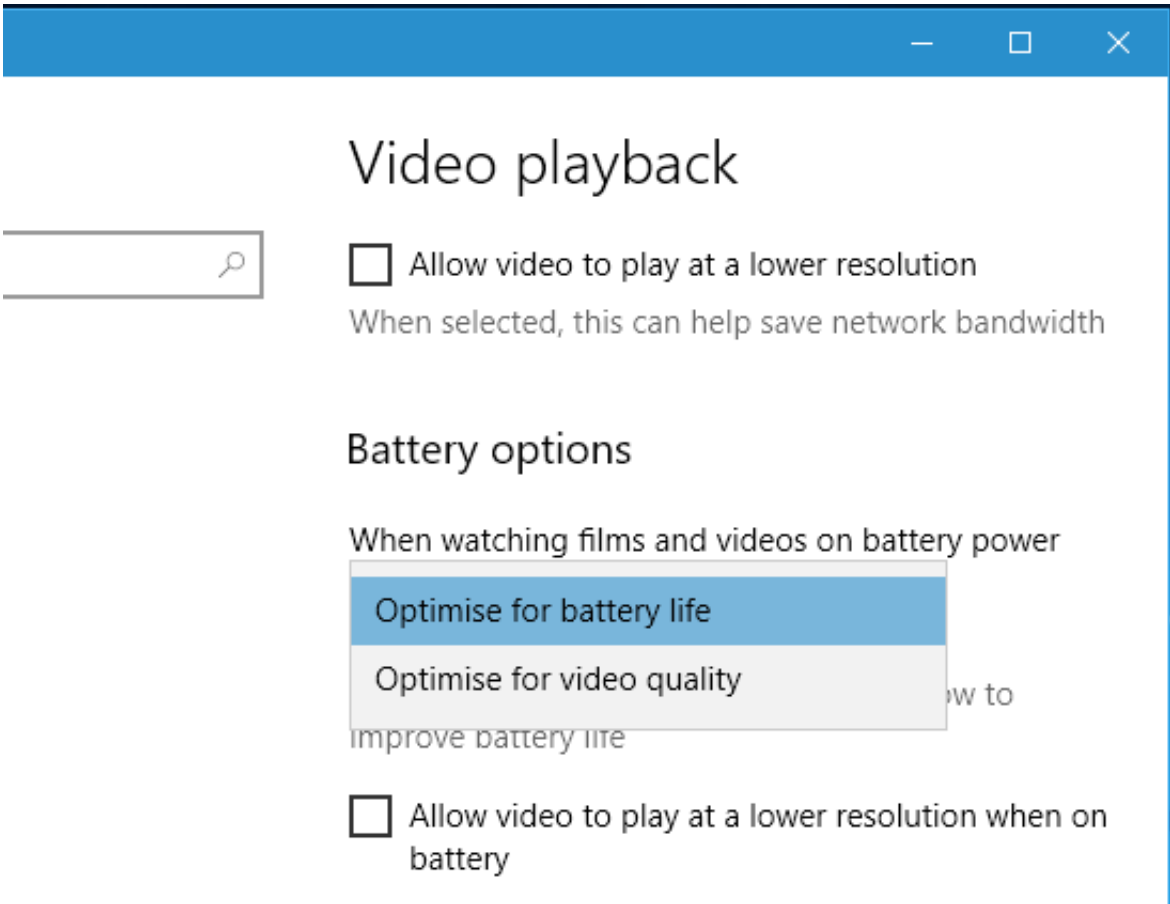 Video playback
Allow video to play at a lower resolution
When selected, this can help save network bandwidth
Battery options
When watching films and videos on battery power
Optimise for battery life
Optimise for video quality
to
improve battery life
Allow video to play at a lower resolution when on
battery